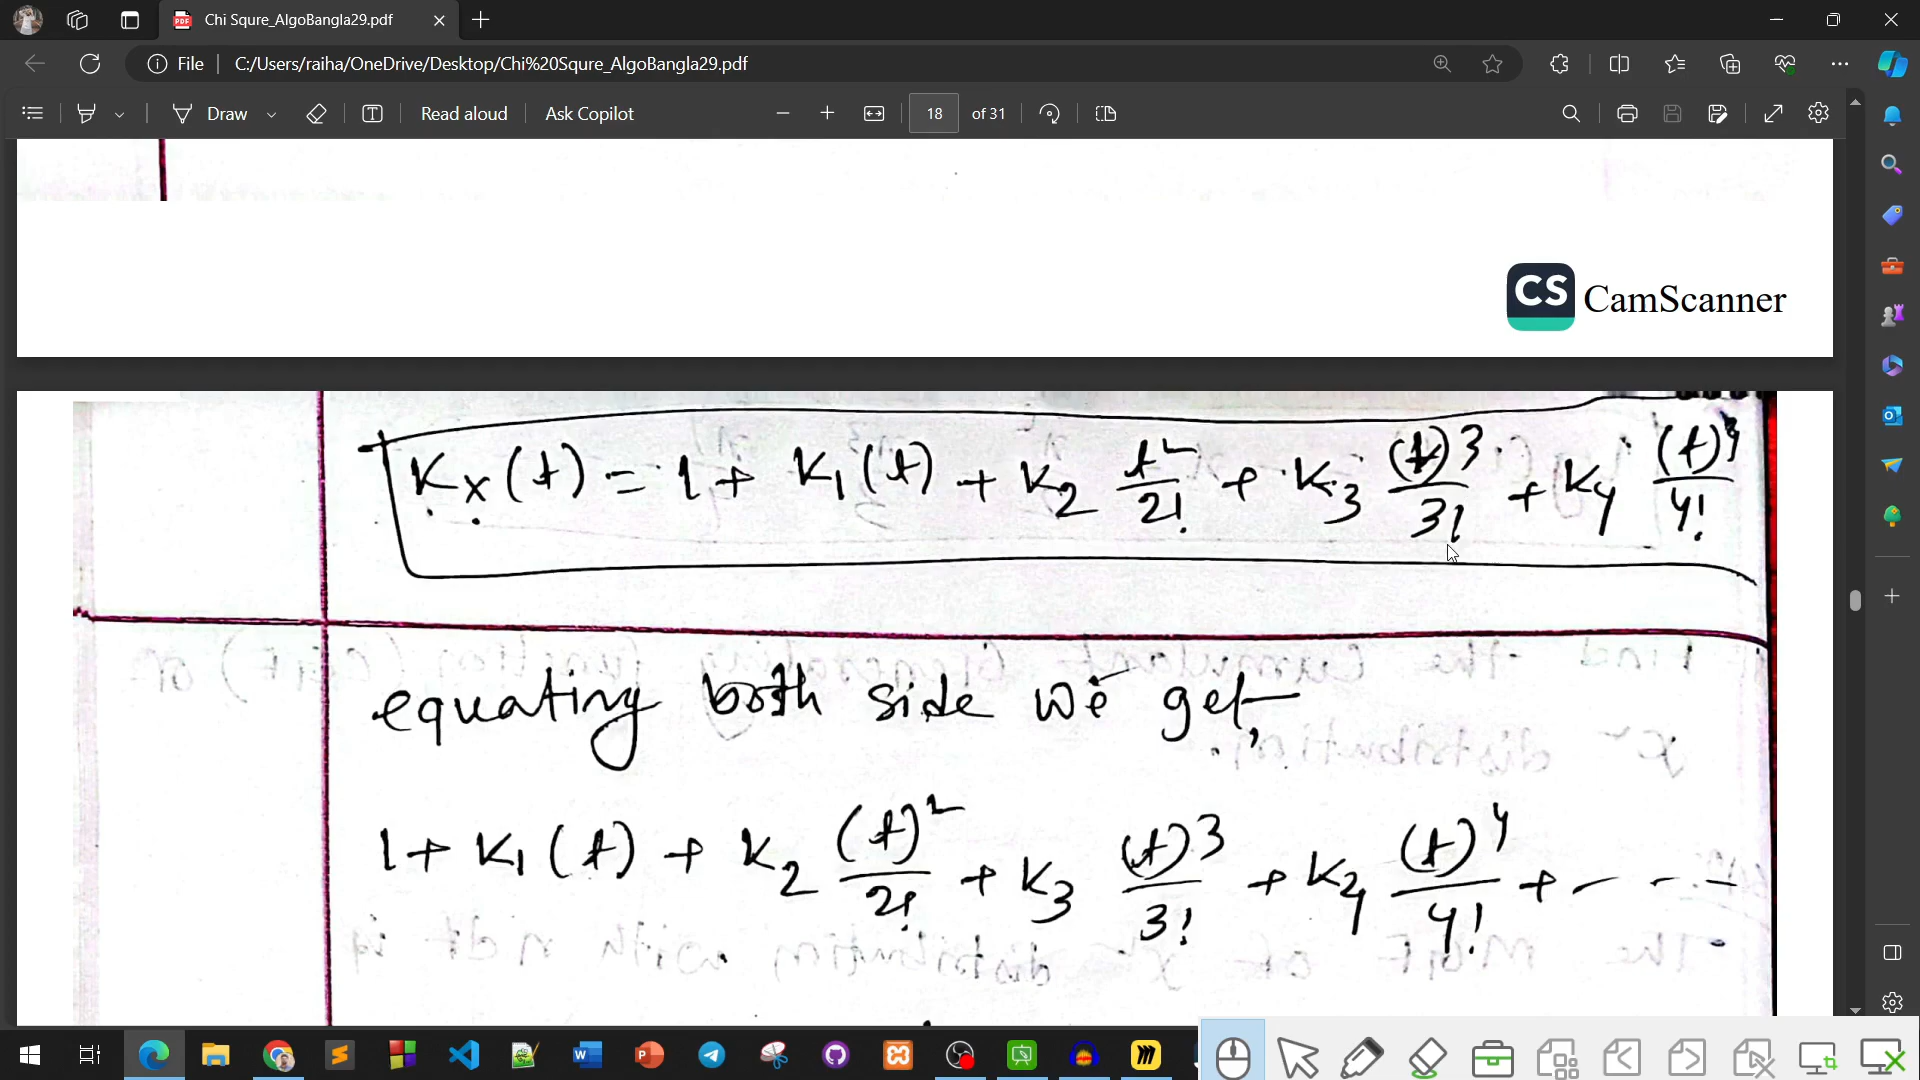 Chi Squre_AlgoBangla29.pdf
File
C:/Users/raiha/OneDrive/Desktop/Chi%20Squre_AlgoBangla29.pdf
Draw
Read aloud
Ask Copilot
18 of 31
CS CamScanner
Kx(t) = 1 + K1(t) + K2 t²/2! + K3 (t)³/3! + K4 (t)⁴/4!
equating both side we get,
1 + K1(t) + K2 (t)²/2! + K3 (t)³/3! + K4 (t)⁴/4! + - - -